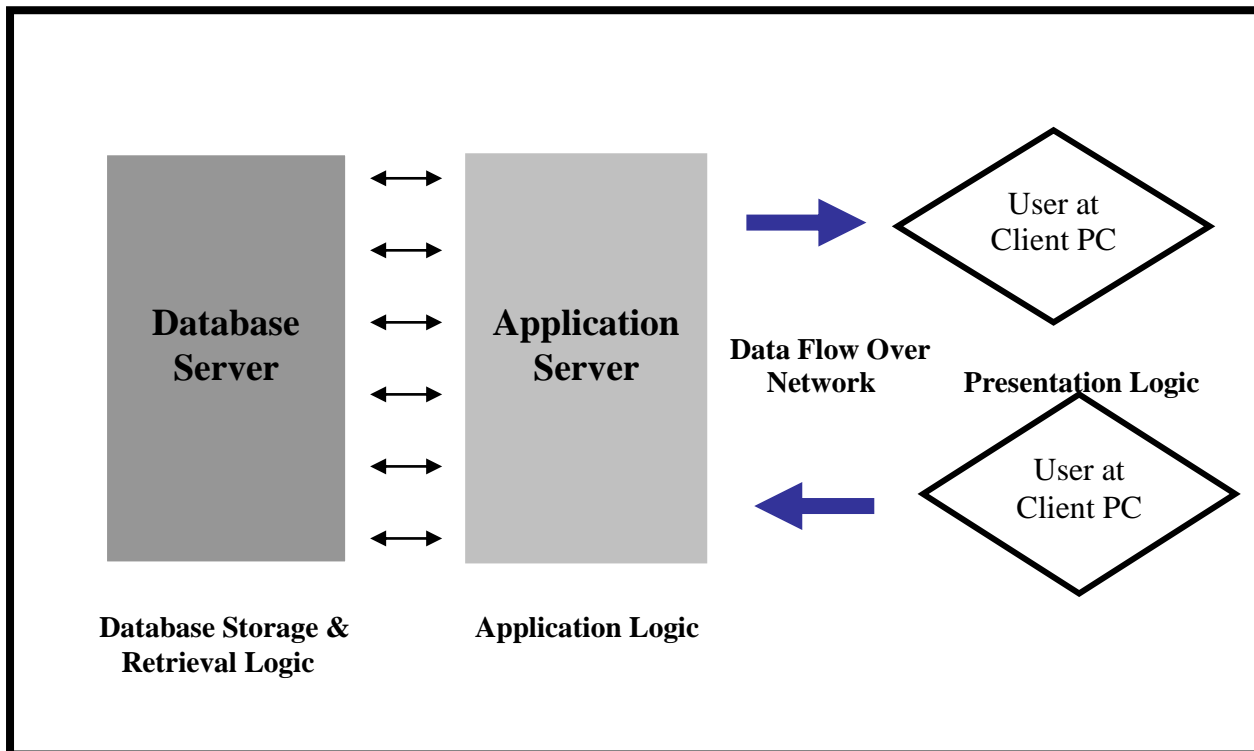 Database
Server
Application
Server
User at
Client PC
Data Flow Over
Network
Presentation Logic
User at
Client PC
Database Storage &
Retrieval Logic
Application Logic